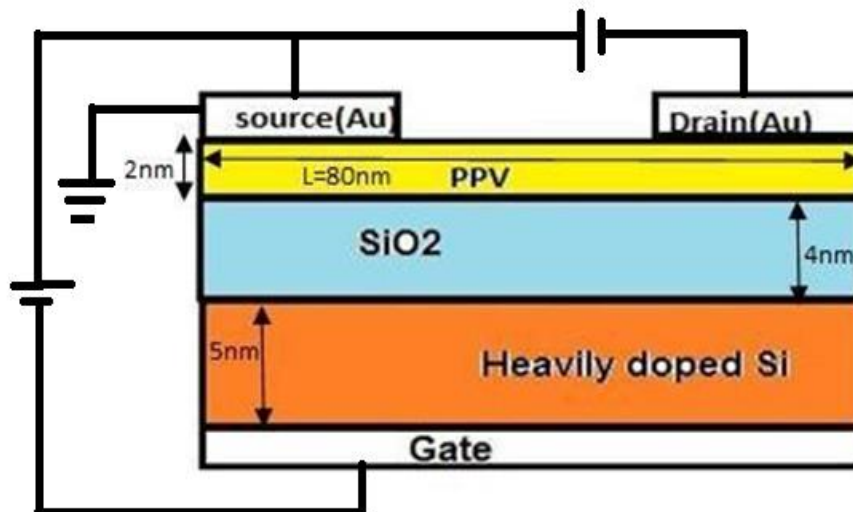 source(Au)
Drain(Au)
2nm
L=80nm PPV
SiO2
4nm
5nm
Heavily doped Si
Gate